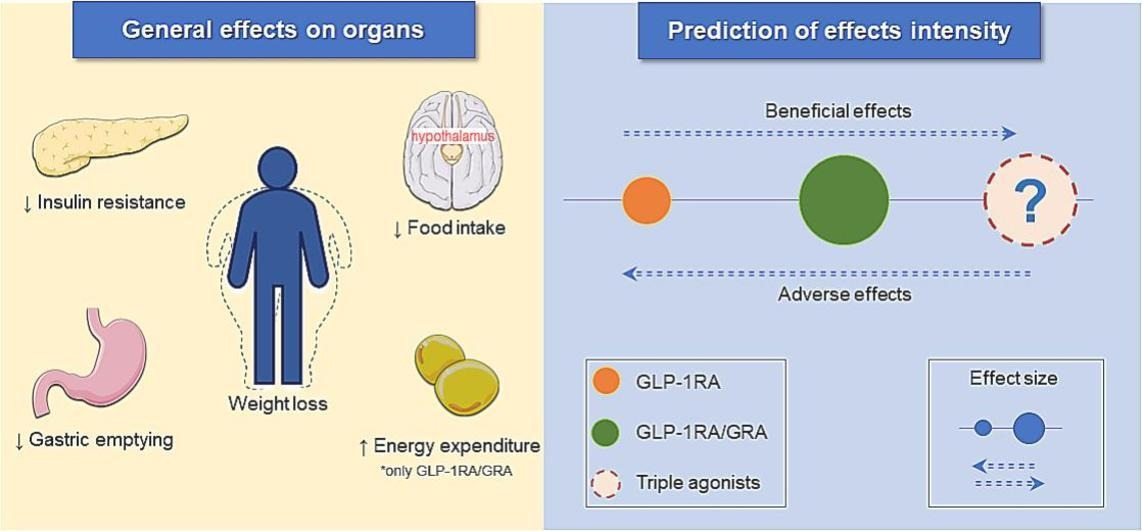 General effects on organs
hypothalamus
↓ Insulin resistance
↓ Food intake
Weight loss
↓ Gastric emptying
↑ Energy expenditure
*only GLP-1RA/GRA
Prediction of effects intensity
Beneficial effects
?
Adverse effects
GLP-1RA
GLP-1RA/GRA
Triple agonists
Effect size